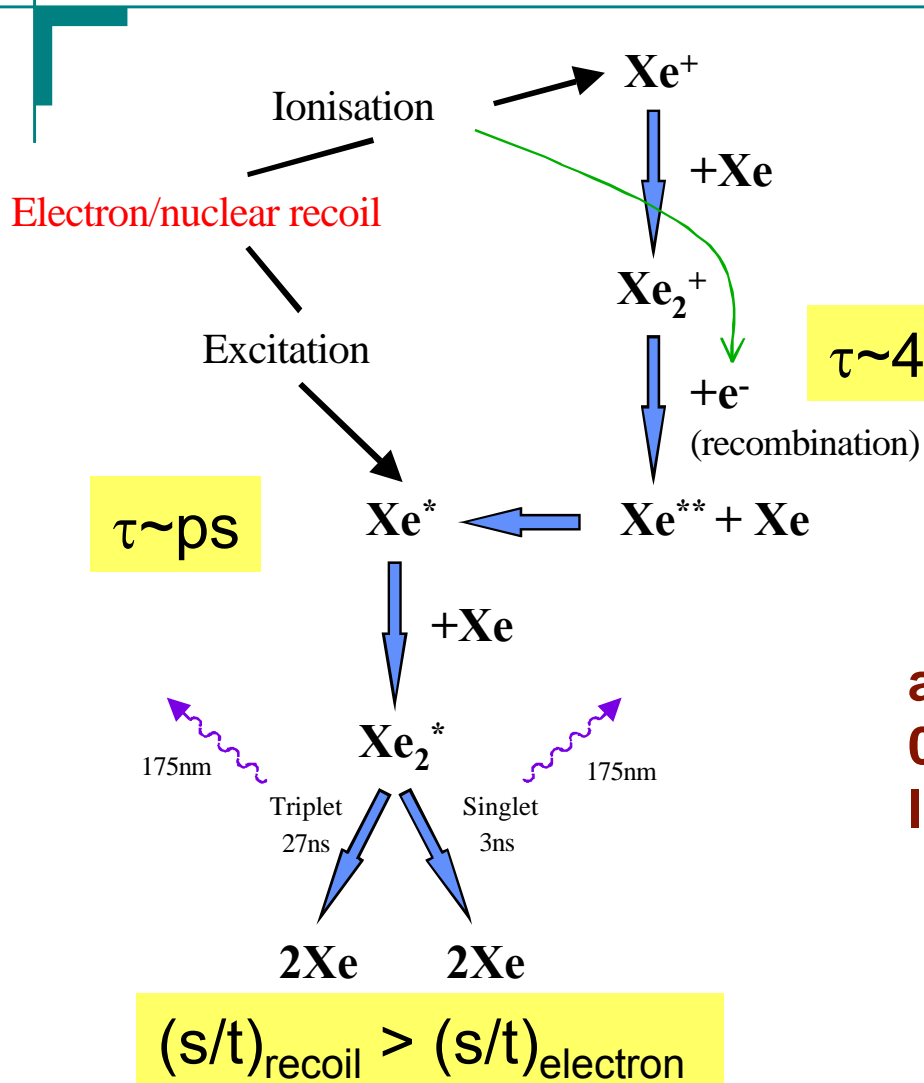 Xe⁺
Ionisation
+Xe
Electron/nuclear recoil
Xe₂⁺
Excitation
τ~4
+e⁻
(recombination)
τ~ps
Xe*
Xe** + Xe
+Xe
a
Xe₂*
175nm
175nm
Triplet
27ns
Singlet
3ns
2Xe
2Xe
(s/t)recoil > (s/t)electron